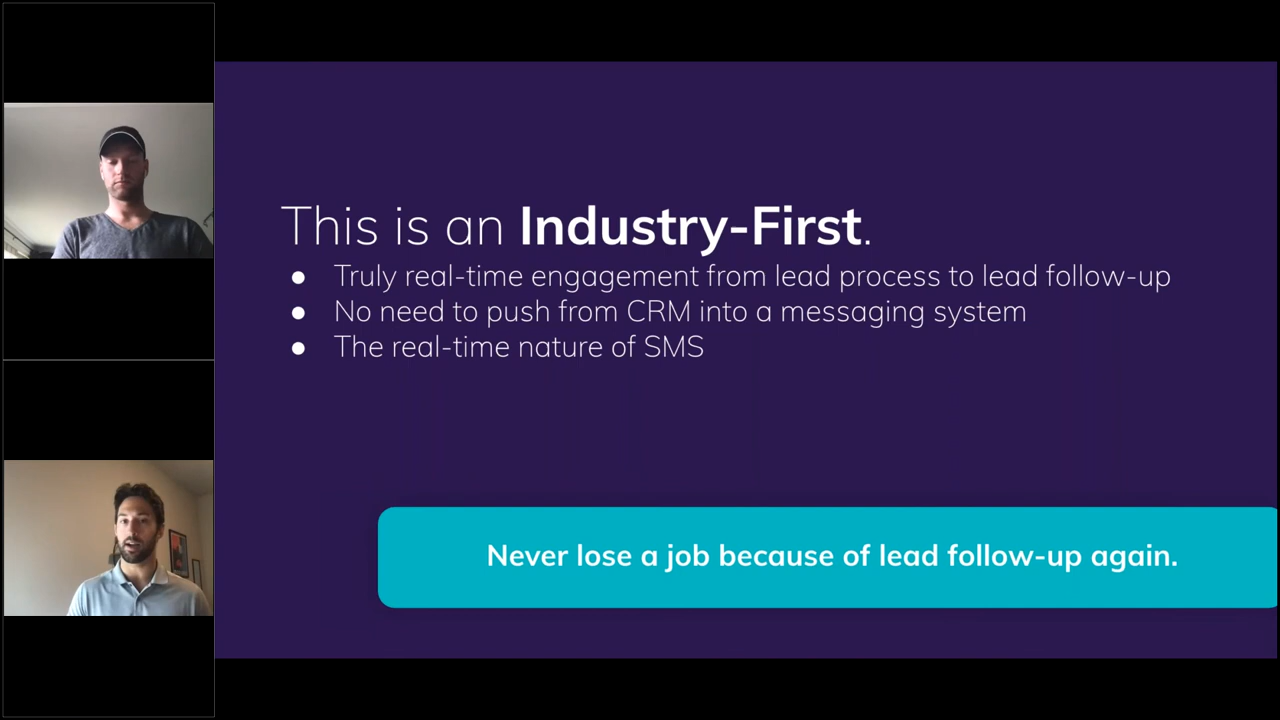 This is an Industry-First.
● Truly real-time engagement from lead process to lead follow-up
● No need to push from CRM into a messaging system
● The real-time nature of SMS
Never lose a job because of lead follow-up again.